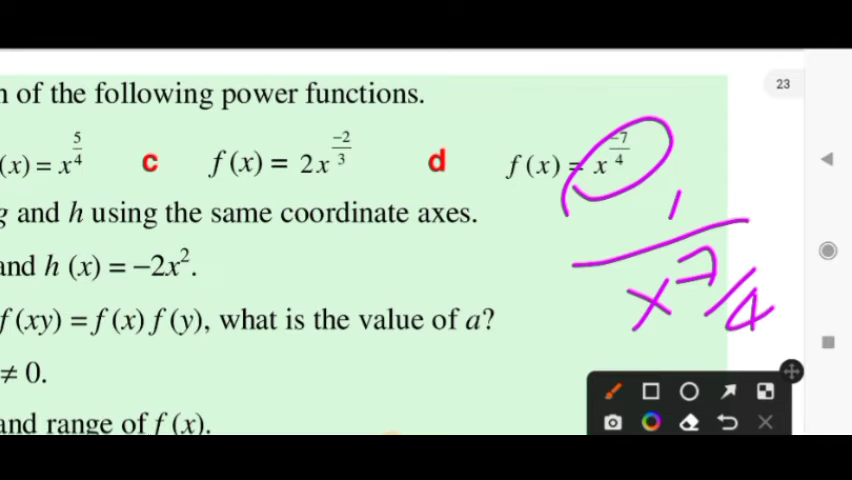 23
n of the following power functions.
(x) = x^{5/4} c f (x) = 2x^{-2/3} d f (x) = x^{-7/4}
g and h using the same coordinate axes.
and h (x) = −2x².
f (xy) = f (x) f (y), what is the value of a?
≠ 0.
and range of f (x).
1
x^{7/4}